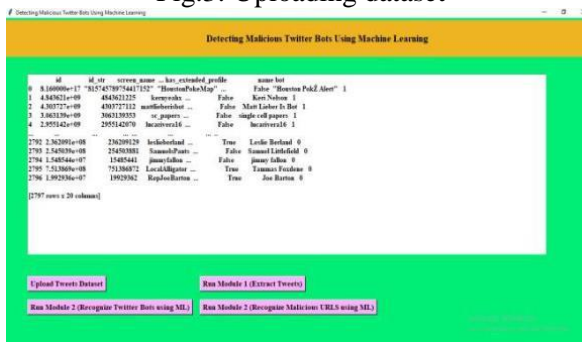 Fig.3: Uploading dataset
Detecting Malicious Twitter Bots Using Machine Learning
Detecting Malicious Twitter Bots Using Machine Learning
id id_str screen_name ... has_extended_profile name bot
0 8.160000e+17 "815745789754417152" "HoustonPokeMap" ... False "Houston PokŽ Alert" 1
1 4.843621e+09 4843621225 kernyeahx ... False Keri Nelson 1
2 4.303727e+09 4303727112 mattlieberisbot ... False Matt Lieber Is Bot 1
3 3.063139e+09 3063139353 sc_papers ... False single cell papers 1
4 2.955142e+09 2955142070 lucarivera16 ... False lucarivera16 1
... ... ... ... ... ... ...
2792 2.362091e+08 236209129 leslieberland ... True Leslie Berland 0
2793 2.545039e+08 254503881 SamuelsPants ... False Samuel Littlefield 0
2794 1.548544e+07 15485441 jimmyfallon ... False jimmy fallon 0
2795 7.513869e+08 751386872 LocalAlligator ... True Tammas Foxdene 0
2796 1.992936e+07 19929362 RepJoeBarton ... True Joe Barton 0
[2797 rows x 20 columns]
Upload Tweets Dataset Run Module 1 (Extract Tweets)
Run Module 2 (Recognize Twitter Bots using ML) Run Module 2 (Recognize Malicious URLS using ML)